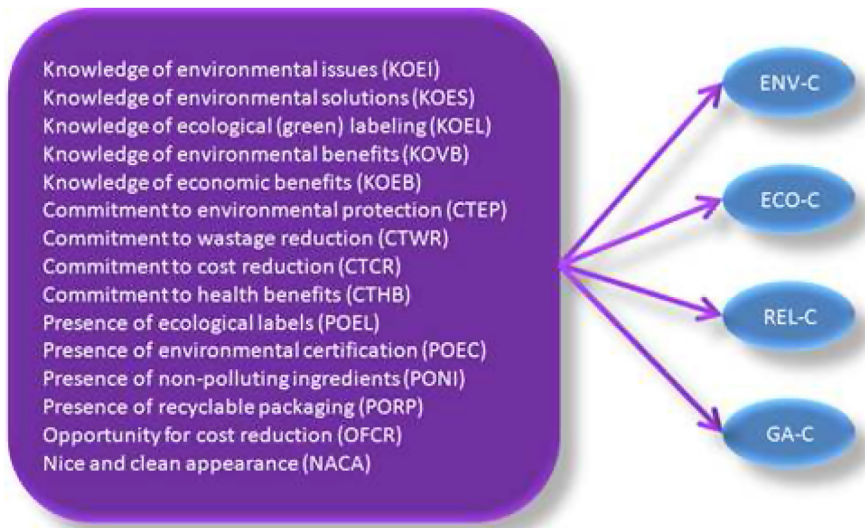 Knowledge of environmental issues (KOEI)
Knowledge of environmental solutions (KOES)
Knowledge of ecological (green) labeling (KOEL)
Knowledge of environmental benefits (KOVB)
Knowledge of economic benefits (KOEB)
Commitment to environmental protection (CTEP)
Commitment to wastage reduction (CTWR)
Commitment to cost reduction (CTCR)
Commitment to health benefits (CTHB)
Presence of ecological labels (POEL)
Presence of environmental certification (POEC)
Presence of non-polluting ingredients (PONI)
Presence of recyclable packaging (PORP)
Opportunity for cost reduction (OFCR)
Nice and clean appearance (NACA)
ENV-C
ECO-C
REL-C
GA-C